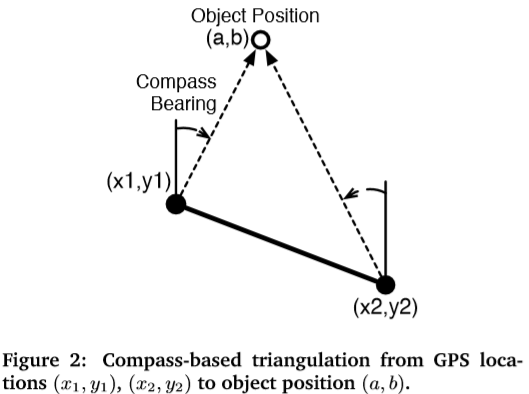 Object Position
(a,b)
Compass
Bearing
(x1,y1)
(x2,y2)
Figure 2: Compass-based triangulation from GPS loca-
tions (x₁, y₁), (x₂, y₂) to object position (a, b).